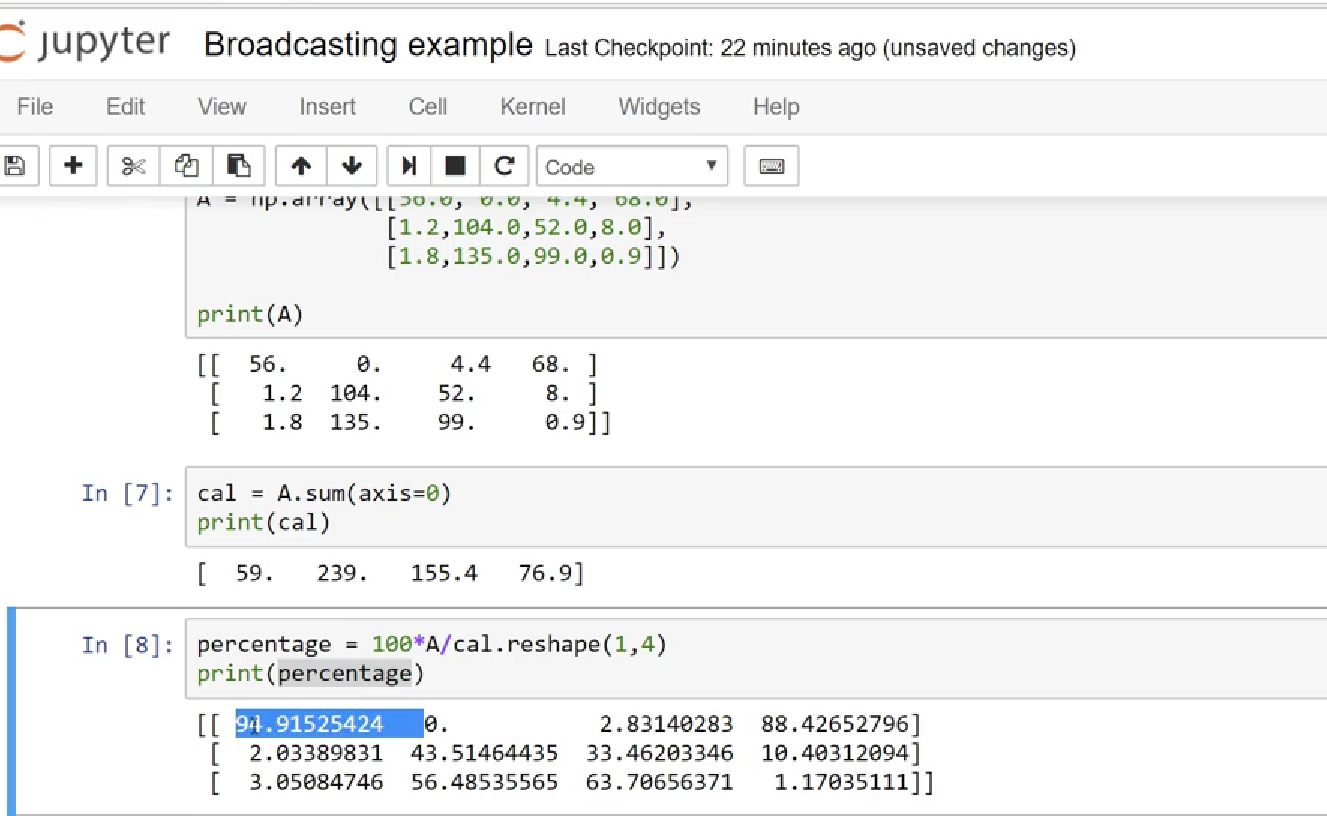 jupyter Broadcasting example Last Checkpoint: 22 minutes ago (unsaved changes)
File Edit View Insert Cell Kernel Widgets Help
Code
A = np.array([[56.0, 0.0, 4.4, 68.0],
[1.2,104.0,52.0,8.0],
[1.8,135.0,99.0,0.9]])
print(A)
[[ 56. 0. 4.4 68. ]
[ 1.2 104. 52. 8. ]
[ 1.8 135. 99. 0.9]]
In [7]: cal = A.sum(axis=0)
print(cal)
[ 59. 239. 155.4 76.9]
In [8]: percentage = 100*A/cal.reshape(1,4)
print(percentage)
[[ 94.91525424 0. 2.83140283 88.42652796]
[ 2.03389831 43.51464435 33.46203346 10.40312094]
[ 3.05084746 56.48535565 63.70656371 1.17035111]]